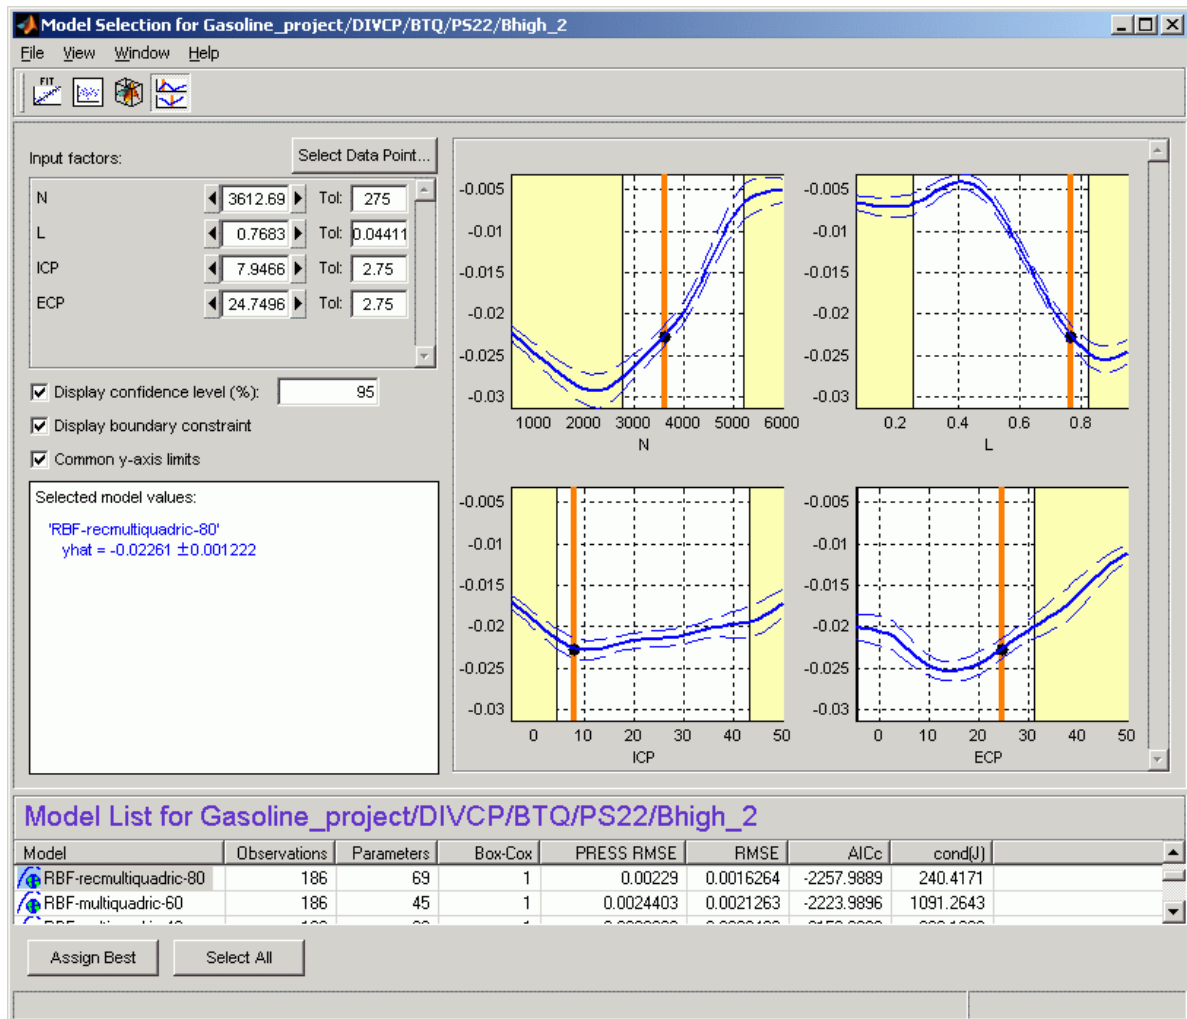 Model Selection for Gasoline_project/DIVCP/BTQ/PS22/Bhigh_2
File View Window Help
FIT
Input factors:
Select Data Point...
N 3612.69 Tol: 275
L 0.7683 Tol: 0.04411
ICP 7.9466 Tol: 2.75
ECP 24.7496 Tol: 2.75
Display confidence level (%): 95
Display boundary constraint
Common y-axis limits
Selected model values:
'RBF-recmultiquadric-80'
yhat = -0.02261 ±0.001222
-0.005
-0.01
-0.015
-0.02
-0.025
-0.03
1000 2000 3000 4000 5000 6000
N
-0.005
-0.01
-0.015
-0.02
-0.025
-0.03
0.2 0.4 0.6 0.8
L
-0.005
-0.01
-0.015
-0.02
-0.025
-0.03
0 10 20 30 40 50
ICP
-0.005
-0.01
-0.015
-0.02
-0.025
-0.03
0 10 20 30 40 50
ECP
Model List for Gasoline_project/DIVCP/BTQ/PS22/Bhigh_2
Model Observations Parameters Box-Cox PRESS RMSE RMSE AICc cond(J)
RBF-recmultiquadric-80 186 69 1 0.00229 0.0016264 -2257.9889 240.4171
RBF-multiquadric-60 186 45 1 0.0024403 0.0021263 -2223.9896 1091.2643
Assign Best Select All